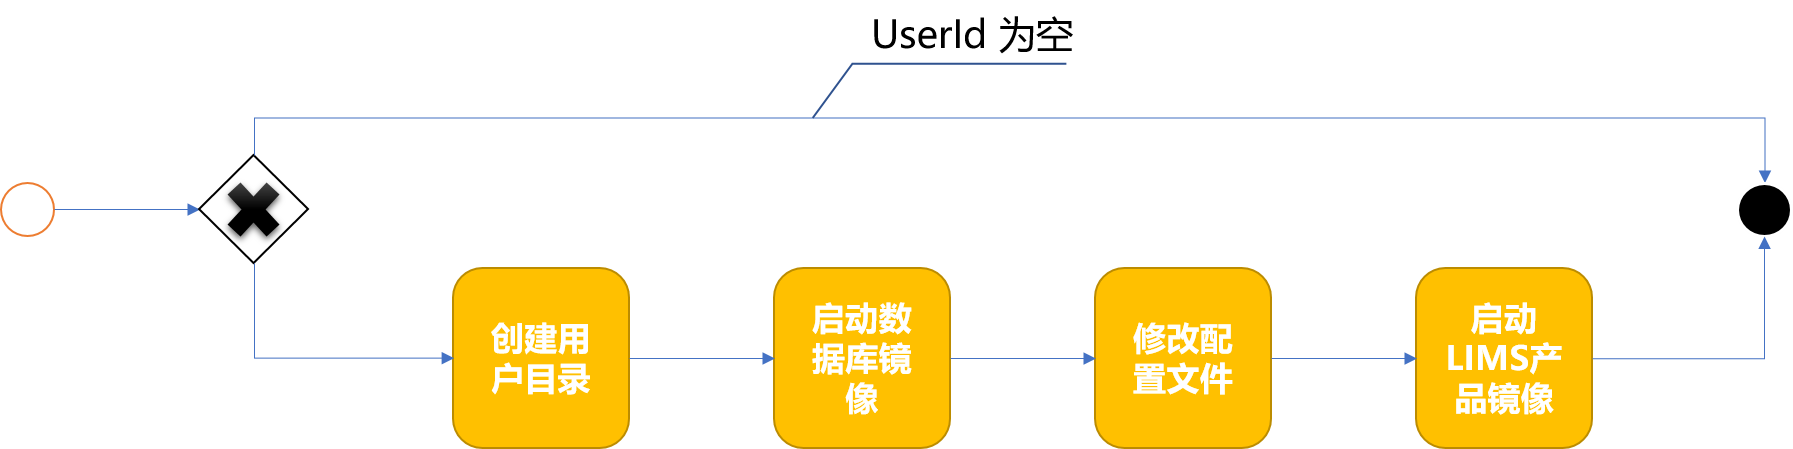 UserId 为空
创建用
户目录
启动数
据库镜
像
修改配
置文件
启动
LIMS产
品镜像